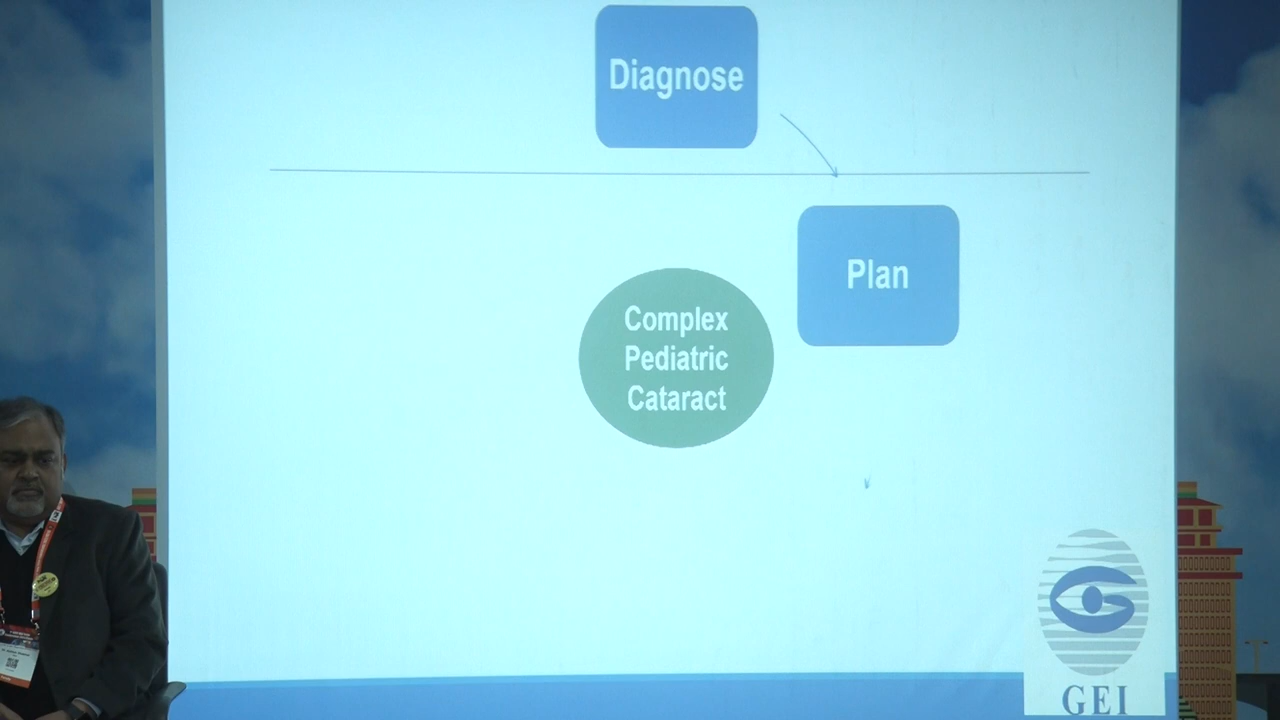 Diagnose
Plan
Complex
Pediatric
Cataract
GEI